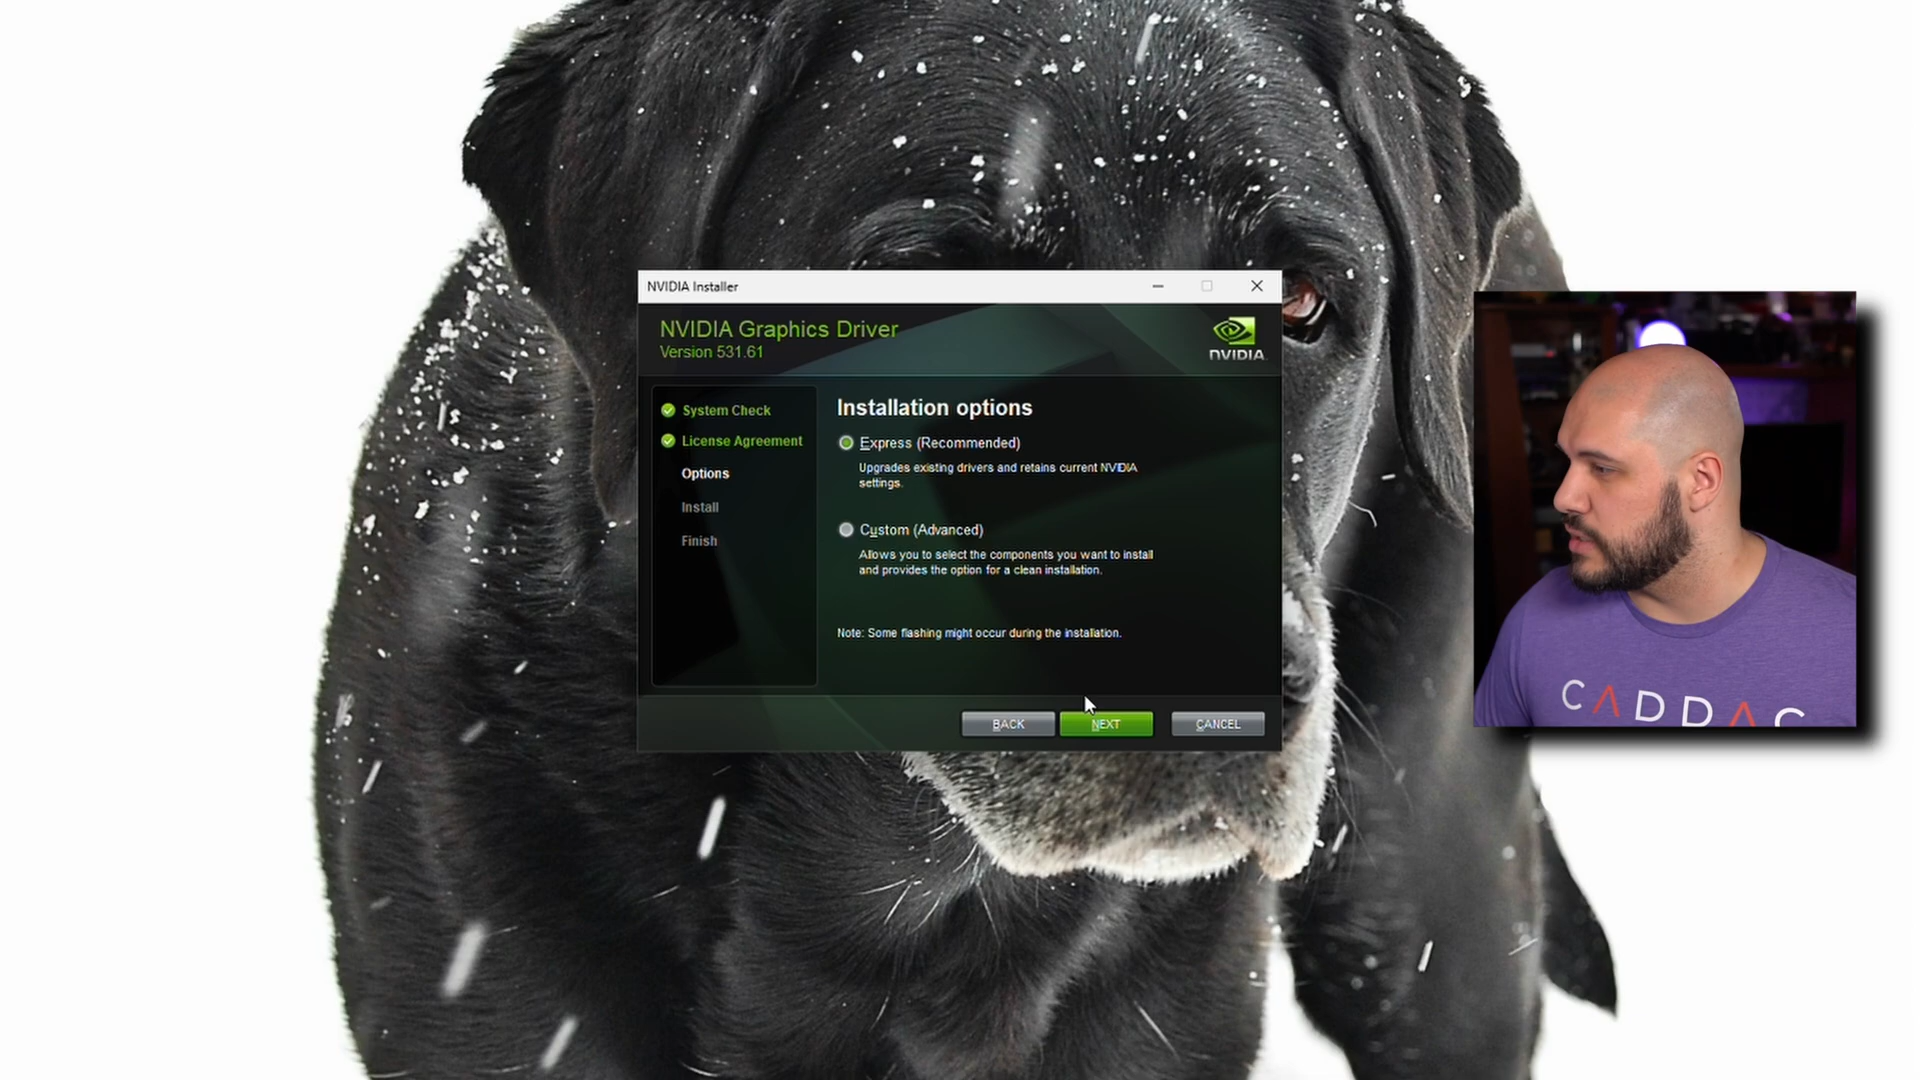 NVIDIA Installer
NVIDIA Graphics Driver
Version 531.61
NVIDIA
System Check
License Agreement
Options
Install
Finish
Installation options
Express (Recommended)
Upgrades existing drivers and retains current NVIDIA
settings.
Custom (Advanced)
Allows you to select the components you want to install
and provides the option for a clean installation.
Note: Some flashing might occur during the installation.
BACK
NEXT
CANCEL
CADDAC